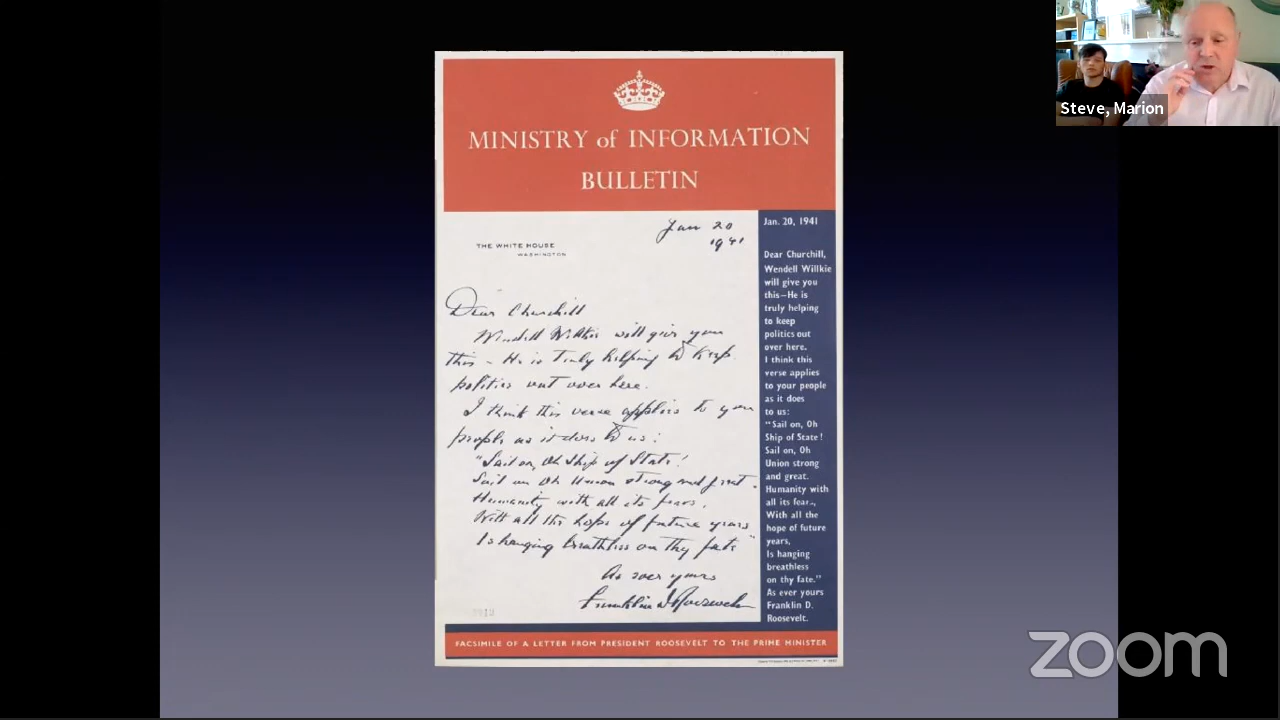 Steve, Marion
MINISTRY of INFORMATION
BULLETIN
Jan 20
1941
THE WHITE HOUSE
WASHINGTON
Dear Churchill
Wendell Willkie will give you
this - He is truly helping to keep
politics out over here.
I think this verse applies to your
people as it does to us:
"Sail on, Oh Ship of State!
Sail on Oh Union strong and great.
Humanity with all its fears,
With all the hope of future years
Is hanging breathless on thy fate"
As ever yours
Franklin D Roosevelt
Jan. 20, 1941
Dear Churchill,
Wendell Willkie
will give you
this—He is
truly helping
to keep
politics out
over here.
I think this
verse applies
to your people
as it does
to us:
"Sail on, Oh
Ship of State!
Sail on, Oh
Union strong
and great.
Humanity with
all its fears,
With all the
hope of future
years,
Is hanging
breathless
on thy fate."
As ever yours
Franklin D.
Roosevelt.
FACSIMILE OF A LETTER FROM PRESIDENT ROOSEVELT TO THE PRIME MINISTER
zoom